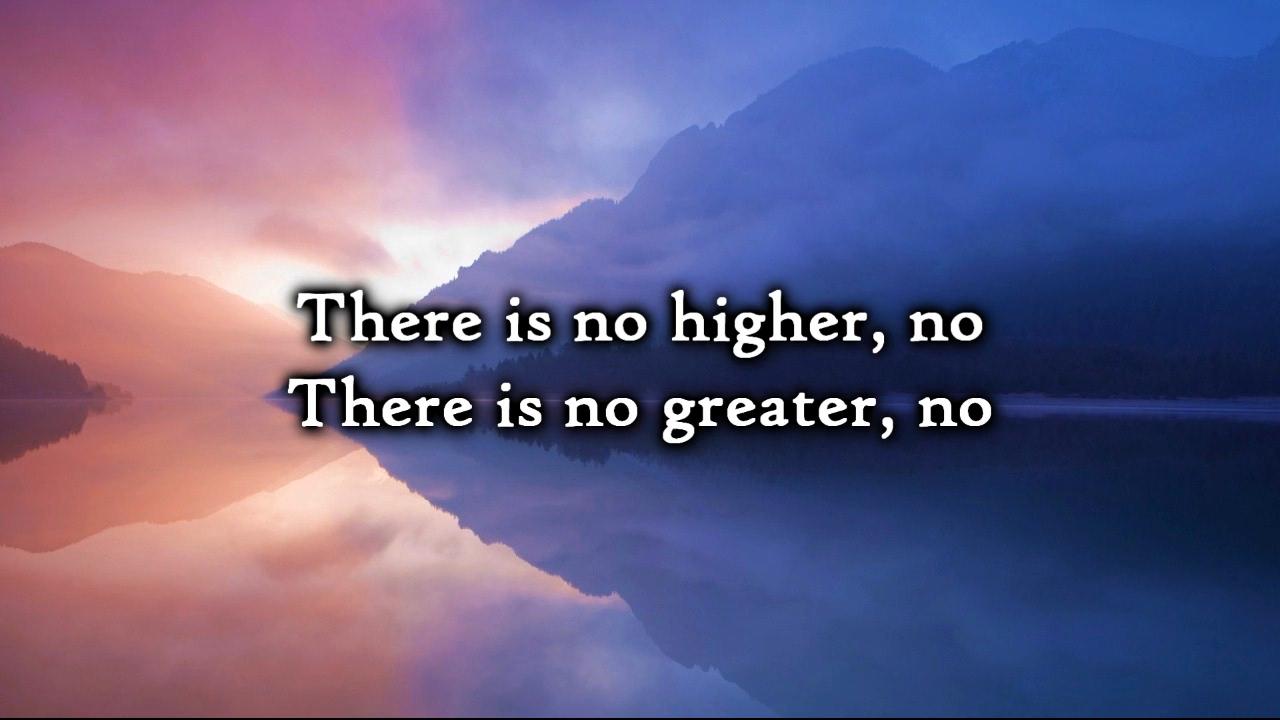 There is no higher, no
There is no greater, no